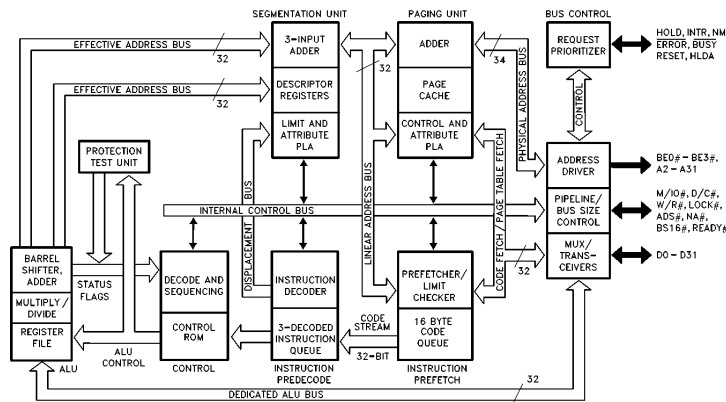 SEGMENTATION UNIT
PAGING UNIT
BUS CONTROL
EFFECTIVE ADDRESS BUS
32
EFFECTIVE ADDRESS BUS
32
3-INPUT
ADDER
DESCRIPTOR
REGISTERS
LIMIT AND
ATTRIBUTE
PLA
32
ADDER
PAGE
CACHE
CONTROL AND
ATTRIBUTE
PLA
34
PHYSICAL ADDRESS BUS
REQUEST
PRIORITIZER
HOLD, INTR, NM
ERROR, BUSY
RESET, HLDA
CONTROL
PROTECTION
TEST UNIT
ADDRESS
DRIVER
BE0# - BE3#,
A2 - A31
PIPELINE/
BUS SIZE
CONTROL
M/IO#, D/C#,
W/R#, LOCK#,
ADS#, NA#,
BS16#, READY#
MUX/
TRANS-
CEIVERS
D0 - D31
INTERNAL CONTROL BUS
DISPLACEMENT BUS
LINEAR ADDRESS BUS
CODE FETCH/PAGE TABLE FETCH
32
BARREL
SHIFTER,
ADDER
MULTIPLY/
DIVIDE
REGISTER
FILE
STATUS
FLAGS
DECODE AND
SEQUENCING
CONTROL
ROM
INSTRUCTION
DECODER
3-DECODED
INSTRUCTION
QUEUE
CODE
STREAM
32-BIT
PREFETCHER/
LIMIT
CHECKER
16 BYTE
CODE
QUEUE
ALU
ALU
CONTROL
CONTROL
INSTRUCTION
PREDECODE
INSTRUCTION
PREFETCH
32
DEDICATED ALU BUS